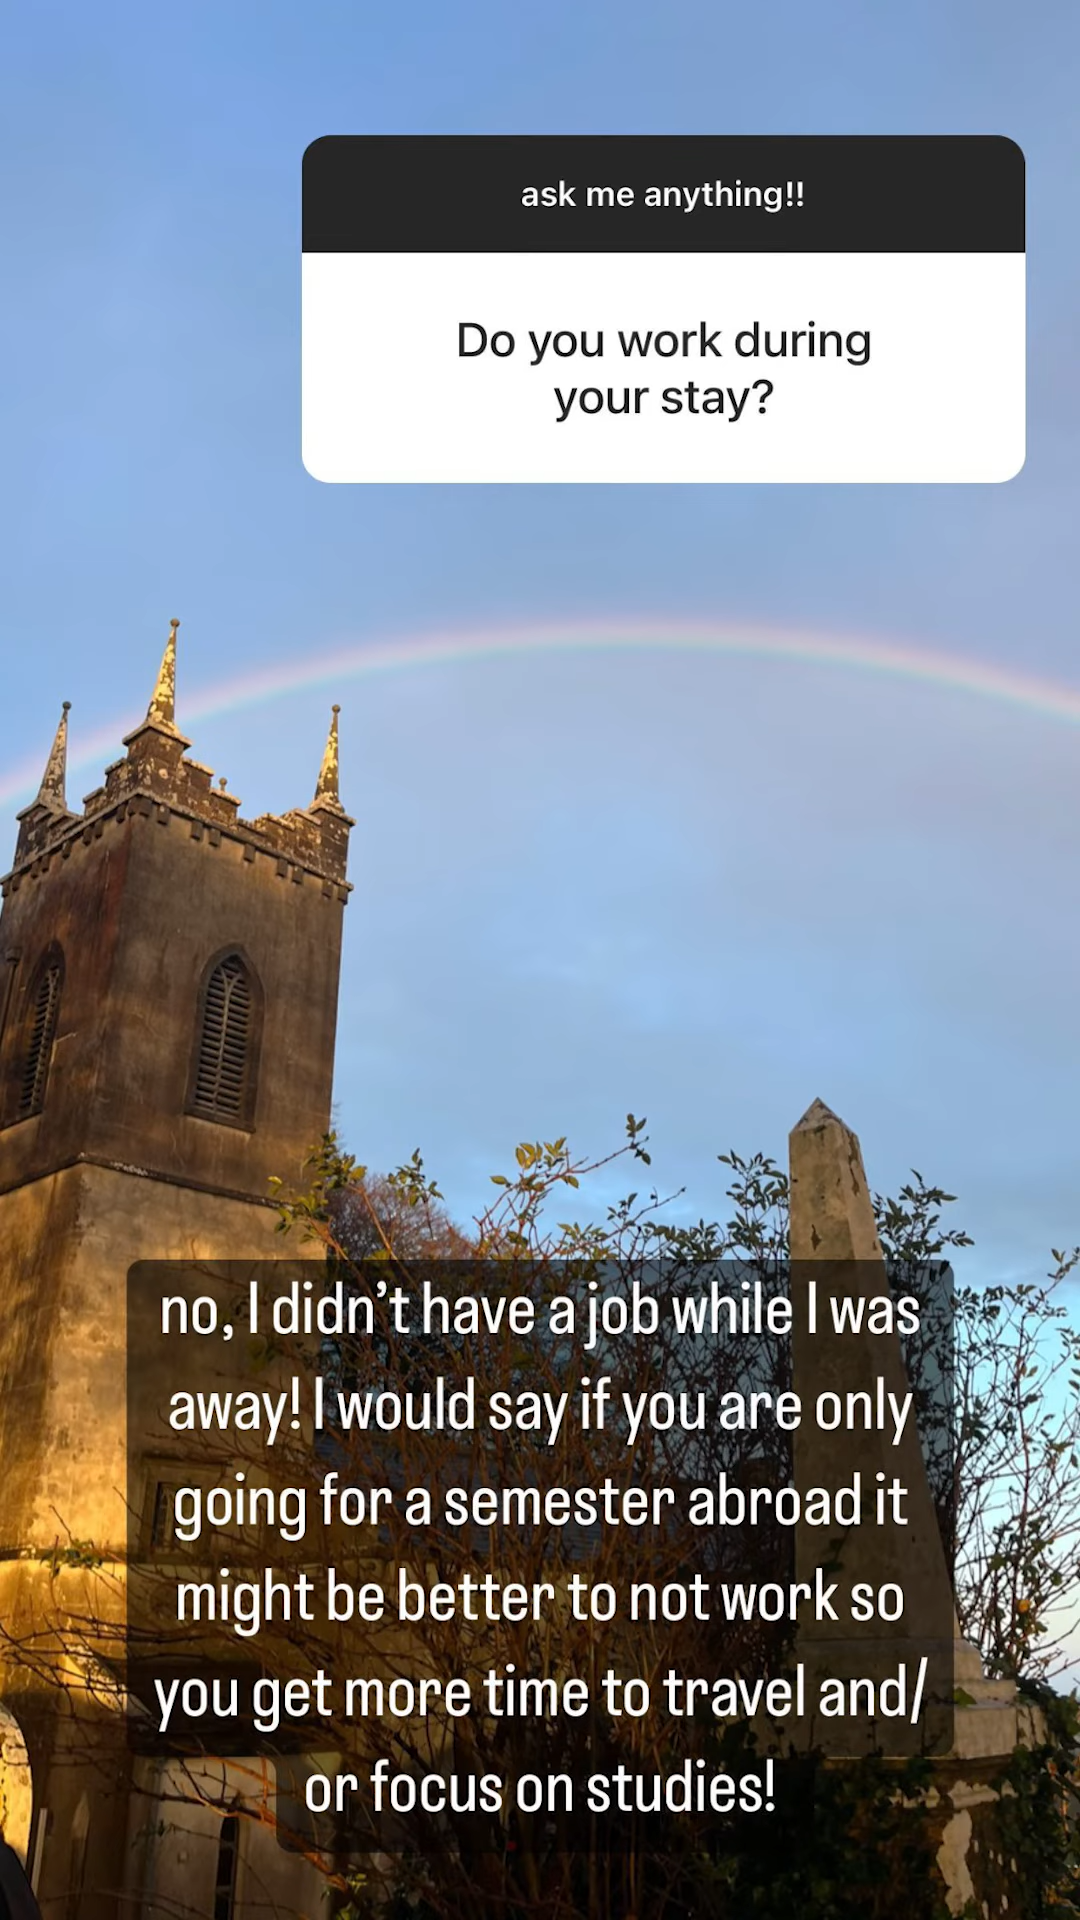 ask me anything!!
Do you work during
your stay?
no, I didn’t have a job while I was
away! I would say if you are only
going for a semester abroad it
might be better to not work so
you get more time to travel and/
or focus on studies!